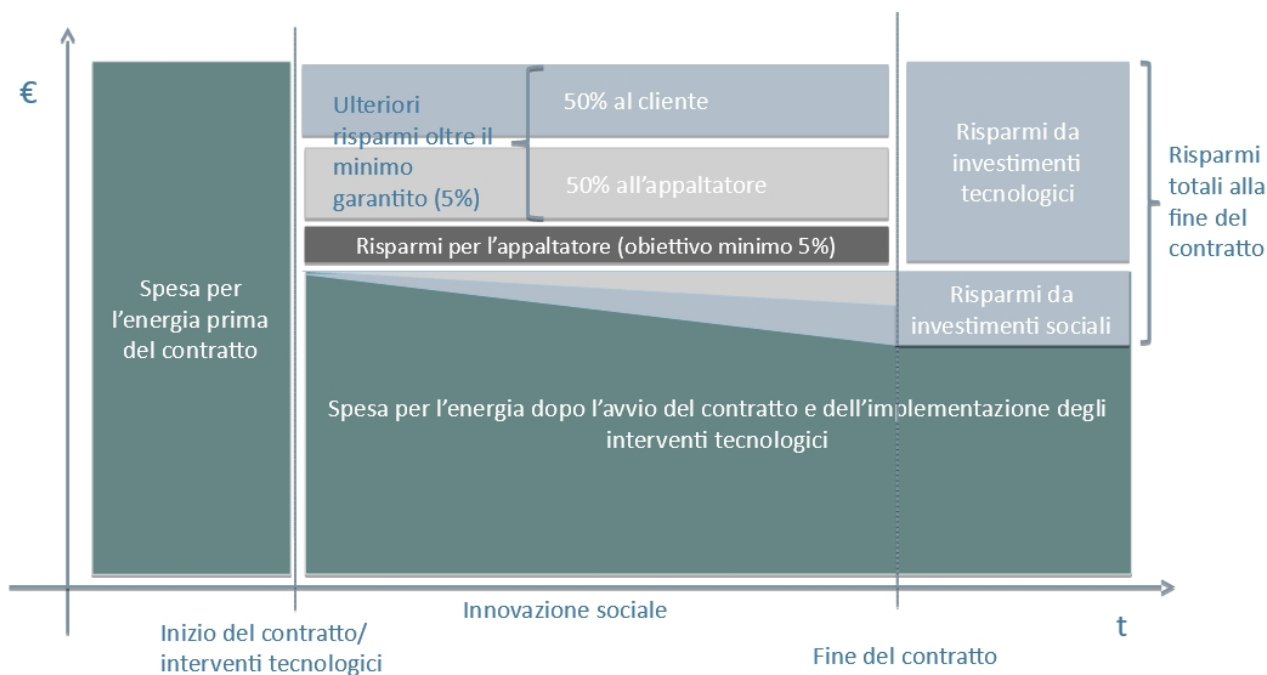 €
Spesa per
l'energia prima
del contratto
Ulteriori
risparmi oltre il
minimo
garantito (5%)
50% al cliente
50% all'appaltatore
Risparmi per l'appaltatore (obiettivo minimo 5%)
Risparmi da
investimenti
tecnologici
Risparmi da
investimenti sociali
Risparmi
totali alla
fine del
contratto
Spesa per l'energia dopo l'avvio del contratto e dell'implementazione degli
interventi tecnologici
Innovazione sociale
Inizio del contratto/
interventi tecnologici
Fine del contratto
t